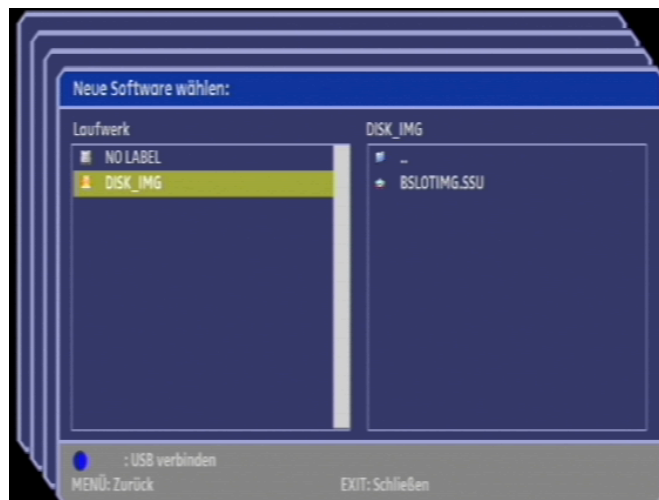 Neue Software wählen:
Laufwerk
DISK_IMG
NO LABEL
DISK_IMG
..
BSLOTIMG.SSU
: USB verbinden
MENÜ: Zurück
EXIT: Schließen